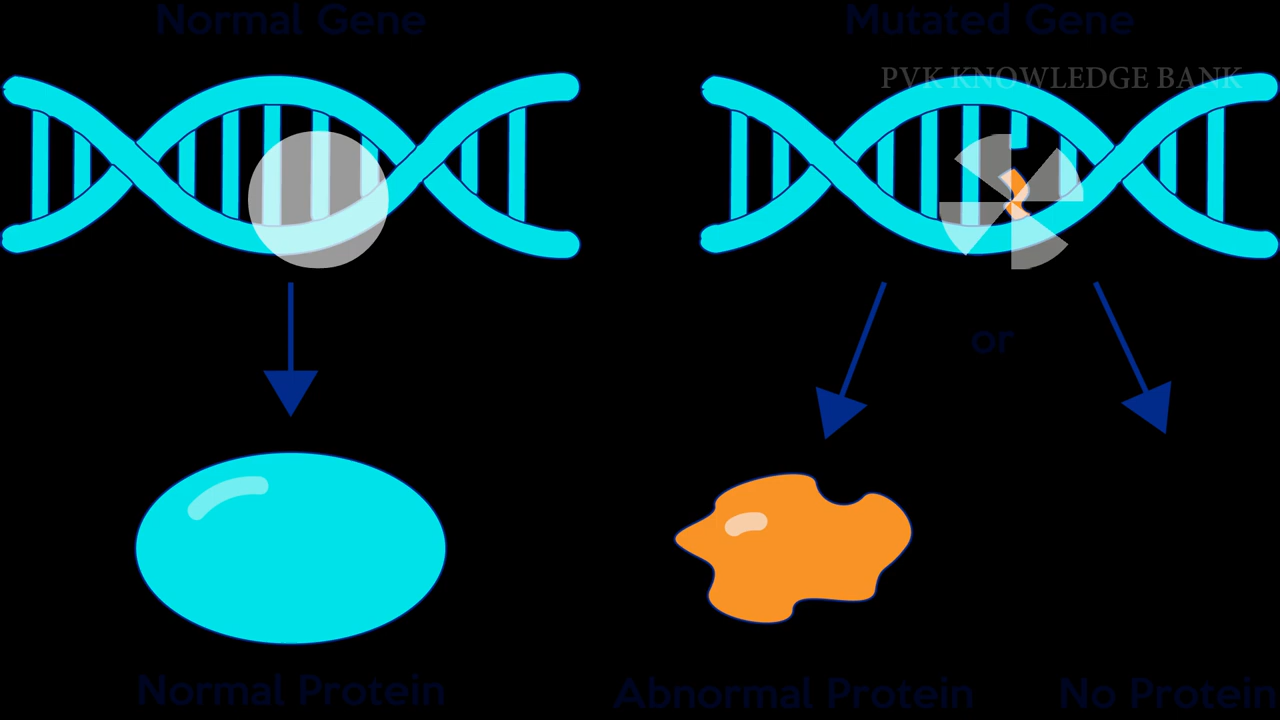 Normal Gene
Mutated Gene
PVK KNOWLEDGE BANK
or
Normal Protein
Abnormal Protein
No Protein